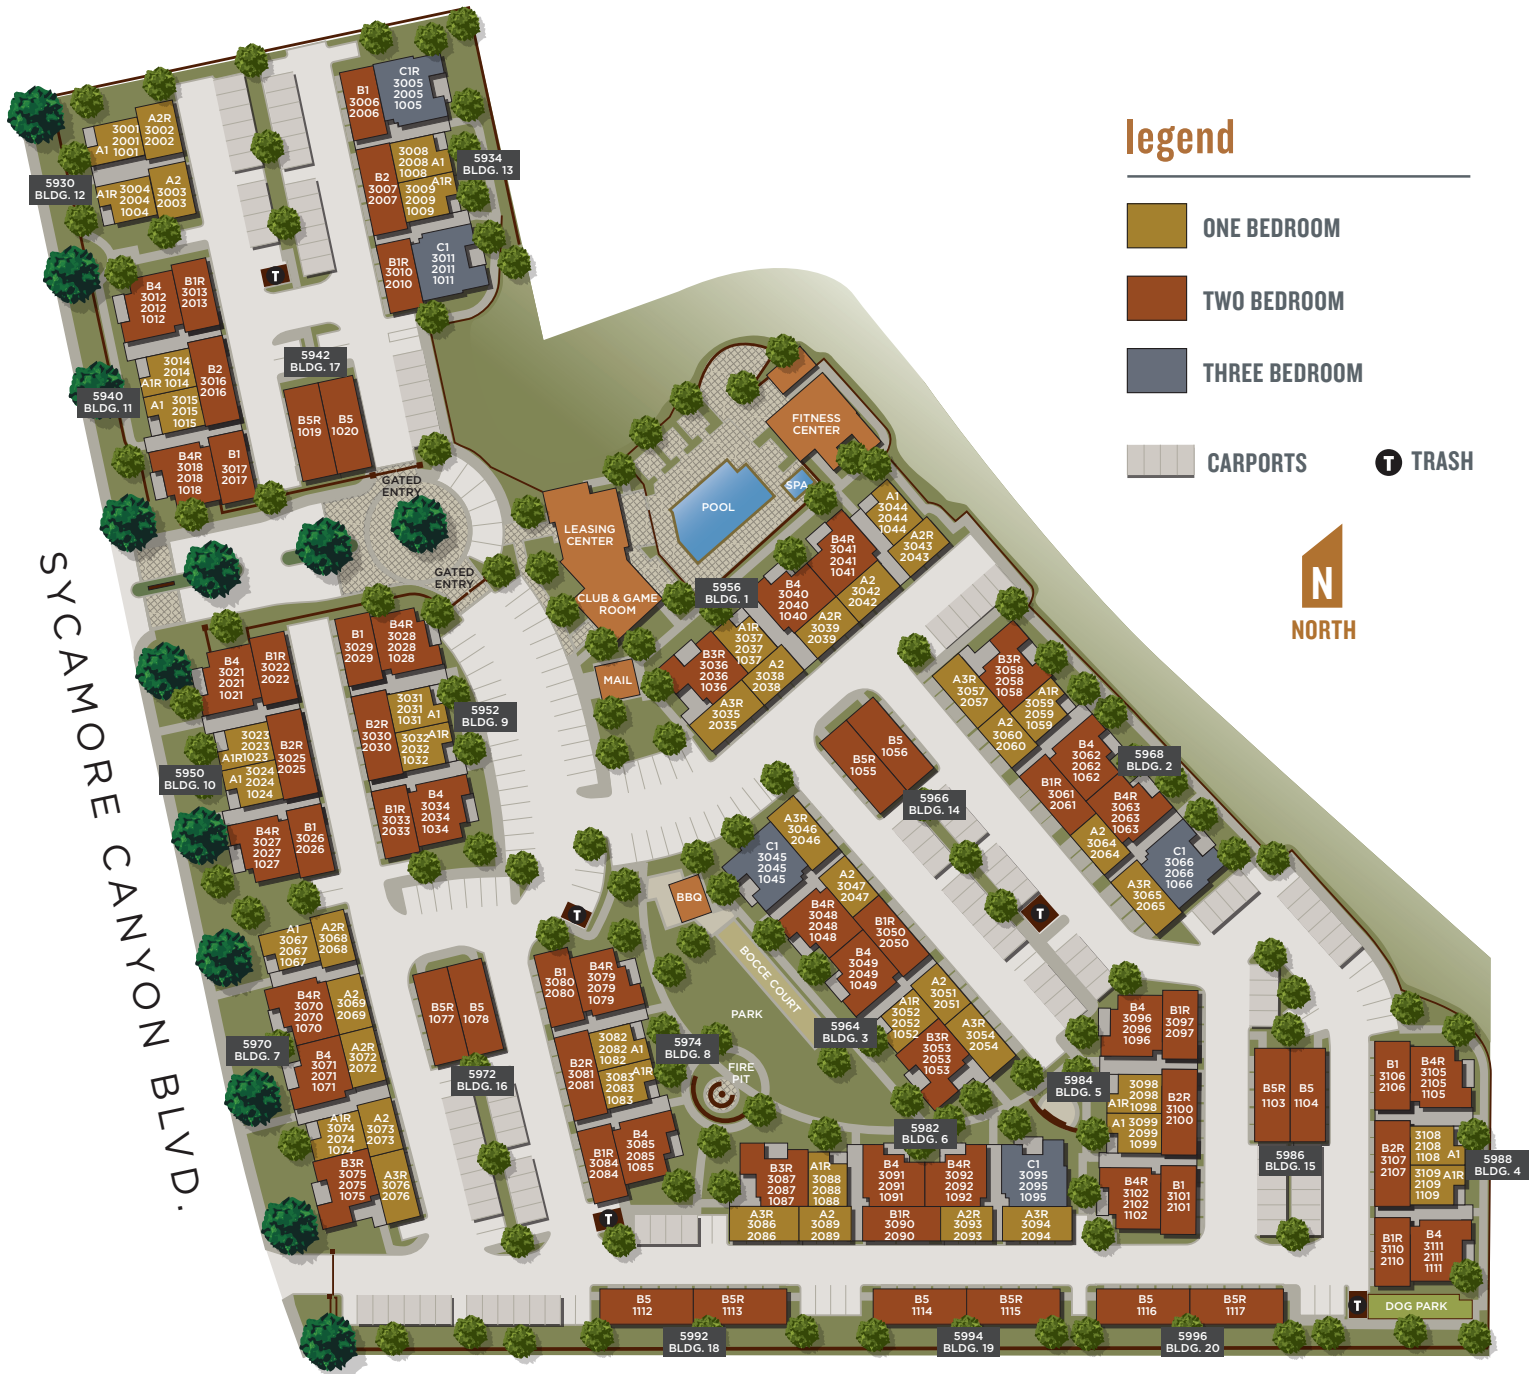 legend
ONE BEDROOM
TWO BEDROOM
THREE BEDROOM
CARPORTS
T TRASH
N
NORTH
SYCAMORE CANYON BLVD.
5930
BLDG. 12
3001
2001
A1 1001
A2R
3002
2002
A1R 3004
2004
1004
A2
3003
2003
B1
3006
2006
C1R
3005
2005
1005
3008
2008 A1
1008
B2
3007
2007
A1R
3009
2009
1009
5934
BLDG. 13
B1R
3010
2010
C1
3011
2011
1011
T
B4
3012
2012
1012
B1R
3013
2013
3014
2014
A1R 1014
B2
3016
2016
A1 3015
2015
1015
5940
BLDG. 11
B4R
3018
2018
1018
B1
3017
2017
5942
BLDG. 17
B5R
1019
B5
1020
GATED
ENTRY
GATED
ENTRY
LEASING
CENTER
CLUB & GAME
ROOM
MAIL
POOL
SPA
FITNESS
CENTER
B4
3021
2021
1021
B1R
3022
2022
3023
2023
A1R 1023
B2R
3025
2025
A1 3024
2024
1024
5950
BLDG. 10
B4R
3027
2027
1027
B1
3026
2026
B1
3029
2029
B4R
3028
2028
1028
3031
2031
1031 A1
B2R
3030
2030
A1R
3032
2032
1032
5952
BLDG. 9
B1R
3033
2033
B4
3034
2034
1034
5956
BLDG. 1
A1
3044
2044
1044
A2R
3043
2043
B4R
3041
2041
1041
A2
3042
2042
B4
3040
2040
1040
A2R
3039
2039
A1R
3037
2037
1037
A2
3038
2038
B3R
3036
2036
1036
A3R
3035
2035
B5
1056
B5R
1055
5966
BLDG. 14
B3R
3058
2058
1058
A3R
3057
2057
A1R
3059
2059
1059
A2
3060
2060
B4
3062
2062
1062
5968
BLDG. 2
B1R
3061
2061
B4R
3063
2063
1063
A2
3064
2064
C1
3066
2066
1066
A3R
3065
2065
T
A3R
3046
2046
C1
3045
2045
1045
A2
3047
2047
B4R
3048
2048
1048
B1R
3050
2050
B4
3049
2049
1049
A2
3051
2051
A1R
3052
2052
1052
A3R
3054
2054
B3R
3053
2053
1053
5964
BLDG. 3
BBQ
BOCCE COURT
PARK
FIRE
PIT
T
A1
3067
1067
A2R
3068
2068
B4R
3070
2070
1070
A2
3069
2069
B4
3071
2071
1071
A2R
3072
2072
5970
BLDG. 7
A1R
3074
2074
1074
A2
3073
2073
B3R
3075
2075
1075
A3R
3076
2076
B5R
1077
B5
1078
5972
BLDG. 16
B1
3080
2080
B4R
3079
2079
1079
3082
2082 A1
1082
B2R
3081
2081
A1R
3083
2083
1083
5974
BLDG. 8
B1R
3084
2084
B4
3085
2085
1085
T
5982
BLDG. 6
B3R
3087
2087
1087
A1R
3088
2088
1088
B4
3091
2091
1091
B4R
3092
2092
1092
C1
3095
2095
1095
A3R
3086
2086
A2
3089
2089
B1R
3090
2090
A2R
3093
2093
A3R
3094
2094
5984
BLDG. 5
B4
3096
2096
1096
B1R
3097
2097
3098
2098
A1R 1098
B2R
3100
2100
A1 3099
2099
1099
B4R
3102
2102
1102
B1
3101
2101
B5R
1103
B5
1104
5986
BLDG. 15
B1
3106
2106
B4R
3105
2105
1105
B2R
3107
2107
3108
2108
1108 A1
3109 A1R
2109
1109
5988
BLDG. 4
B1R
3110
2110
B4
3111
2111
1111
T
DOG PARK
B5
1112
B5R
1113
5992
BLDG. 18
B5
1114
B5R
1115
5994
BLDG. 19
B5
1116
B5R
1117
5996
BLDG. 20